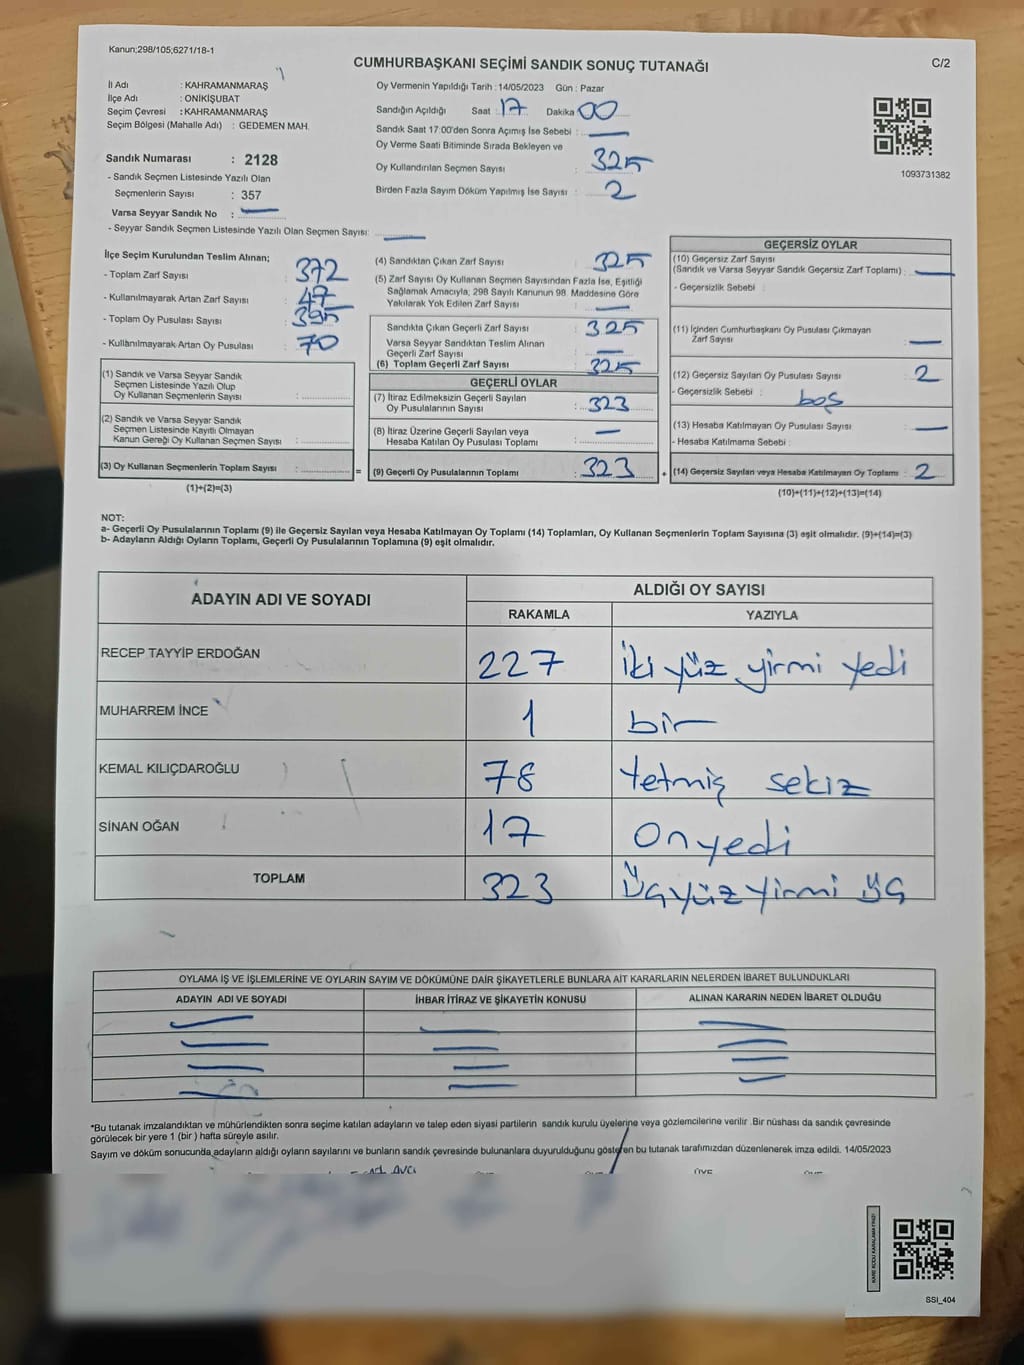 Kanun;298/105;6271/18-1
CUMHURBAŞKANI SEÇİMİ SANDIK SONUÇ TUTANAĞI
C/2
İl Adı : KAHRAMANMARAŞ
İlçe Adı : ONİKİŞUBAT
Seçim Çevresi : KAHRAMANMARAŞ
Seçim Bölgesi (Mahalle Adı) : GEDEMEN MAH.
Sandık Numarası : 2128
- Sandık Seçmen Listesinde Yazılı Olan
Seçmenlerin Sayısı : 357
Varsa Seyyar Sandık No :
- Seyyar Sandık Seçmen Listesinde Yazılı Olan Seçmen Sayısı:
Oy Vermenin Yapıldığı Tarih : 14/05/2023 Gün : Pazar
Sandığın Açıldığı Saat : 17 Dakika 00
Sandık Saat 17:00'den Sonra Açımış İse Sebebi :
Oy Verme Saati Bitiminde Sırada Bekleyen ve
Oy Kullandırılan Seçmen Sayısı : 325
Birden Fazla Sayım Döküm Yapılmış İse Sayısı : 2
1093731382
İlçe Seçim Kurulundan Teslim Alınan;
- Toplam Zarf Sayısı : 372
- Kullanılmayarak Artan Zarf Sayısı : 47
- Toplam Oy Pusulası Sayısı : 395
- Kullanılmayarak Artan Oy Pusulası : 70
(1) Sandık ve Varsa Seyyar Sandık
Seçmen Listesinde Yazılı Olup
Oy Kullanan Seçmenlerin Sayısı :
(2) Sandık ve Varsa Seyyar Sandık
Seçmen Listesinde Kayıtlı Olmayan
Kanun Gereği Oy Kullanan Seçmen Sayısı :
(3) Oy Kullanan Seçmenlerin Toplam Sayısı : =
(1)+(2)=(3)
(4) Sandıktan Çıkan Zarf Sayısı : 325
(5) Zarf Sayısı Oy Kullanan Seçmen Sayısından Fazla İse, Eşitliği
Sağlamak Amacıyla, 298 Sayılı Kanunun 98. Maddesine Göre
Yakılarak Yok Edilen Zarf Sayısı :
Sandıkta Çıkan Geçerli Zarf Sayısı : 325
Varsa Seyyar Sandıktan Teslim Alınan
Geçerli Zarf Sayısı
(6) Toplam Geçerli Zarf Sayısı : 325
GEÇERLİ OYLAR
(7) İtiraz Edilmeksizin Geçerli Sayılan
Oy Pusulalarının Sayısı : 323
(8) İtiraz Üzerine Geçerli Sayılan veya
Hesaba Katılan Oy Pusulası Toplamı :
(9) Geçerli Oy Pusulalarının Toplamı : 323 +
GEÇERSİZ OYLAR
(10) Geçersiz Zarf Sayısı
(Sandık ve Varsa Seyyar Sandık Geçersiz Zarf Toplamı) :
- Geçersizlik Sebebi :
(11) İçinden Cumhurbaşkanı Oy Pusulası Çıkmayan
Zarf Sayısı
(12) Geçersiz Sayılan Oy Pusulası Sayısı : 2
- Geçersizlik Sebebi : boş
(13) Hesaba Katılmayan Oy Pusulası Sayısı :
- Hesaba Katılmama Sebebi :
(14) Geçersiz Sayılan veya Hesaba Katılmayan Oy Toplamı : 2
(10)+(11)+(12)+(13)=(14)
NOT:
a- Geçerli Oy Pusulalarının Toplamı (9) ile Geçersiz Sayılan veya Hesaba Katılmayan Oy Toplamı (14) Toplamları, Oy Kullanan Seçmenlerin Toplam Sayısına (3) eşit olmalıdır. (9)+(14)=(3)
b- Adayların Aldığı Oyların Toplamı, Geçerli Oy Pusulalarının Toplamına (9) eşit olmalıdır.
ADAYIN ADI VE SOYADI
ALDIĞI OY SAYISI
RAKAMLA YAZIYLA
RECEP TAYYİP ERDOĞAN 227 iki yüz yirmi yedi
MUHARREM İNCE 1 bir
KEMAL KILIÇDAROĞLU 78 Yetmiş sekiz
SİNAN OĞAN 17 Onyedi
TOPLAM 323 Üçyüz Yirmi üç
OYLAMA İŞ VE İŞLEMLERİNE VE OYLARIN SAYIM VE DÖKÜMÜNE DAİR ŞİKAYETLERLE BUNLARA AİT KARARLARIN NELERDEN İBARET BULUNDUKLARI
ADAYIN ADI VE SOYADI İHBAR İTİRAZ VE ŞİKAYETİN KONUSU ALINAN KARARIN NEDEN İBARET OLDUĞU
*Bu tutanak imzalandıktan ve mühürlendikten sonra seçime katılan adayların ve talep eden siyasi partilerin sandık kurulu üyelerine veya gözlemcilerine verilir .Bir nüshası da sandık çevresinde
görülecek bir yere 1 (bir ) hafta süreyle asılır.
Sayım ve döküm sonucunda adayların aldığı oyların sayılarını ve bunların sandık çevresinde bulunanlara duyurulduğunu gösteren bu tutanak tarafımızdan düzenlenerek imza edildi. 14/05/2023
SSI_404